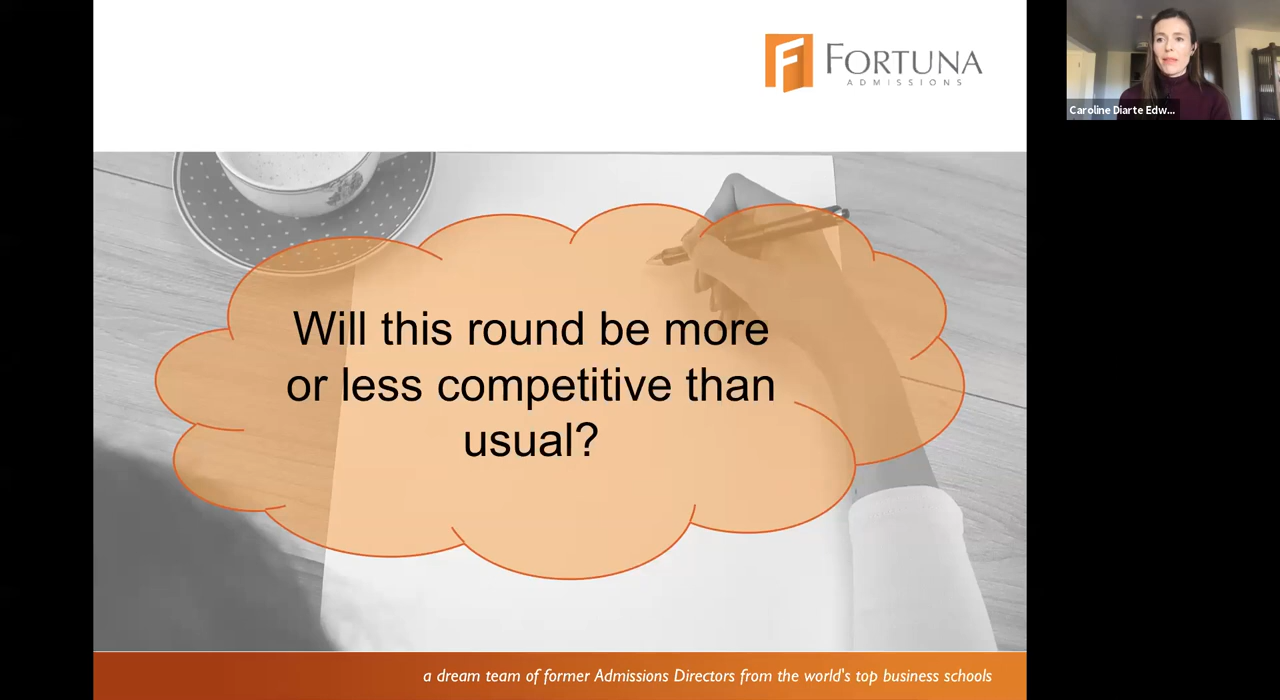 FORTUNA
ADMISSIONS
Caroline Diarte Edw...
Will this round be more
or less competitive than
usual?
a dream team of former Admissions Directors from the world's top business schools